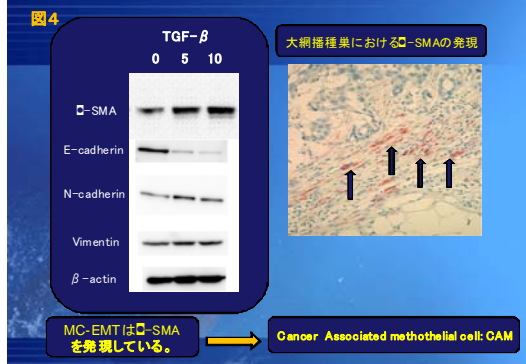 図4
TGF-β
0 5 10
◘-SMA
E-cadherin
N-cadherin
Vimentin
β-actin
大網播種巣における◘-SMAの発現
MC-EMTは◘-SMA
を発現している。
Cancer Associated methothelial cell: CAM